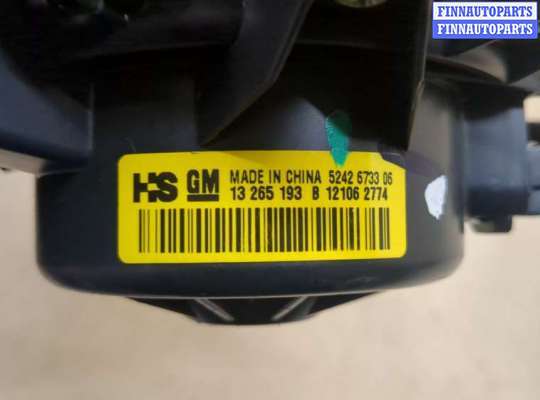 FINNAUTOPARTS
FINNAUTOPARTS
HS GM MADE IN CHINA 5242 6733 06
13 265 193 B 12106 2774